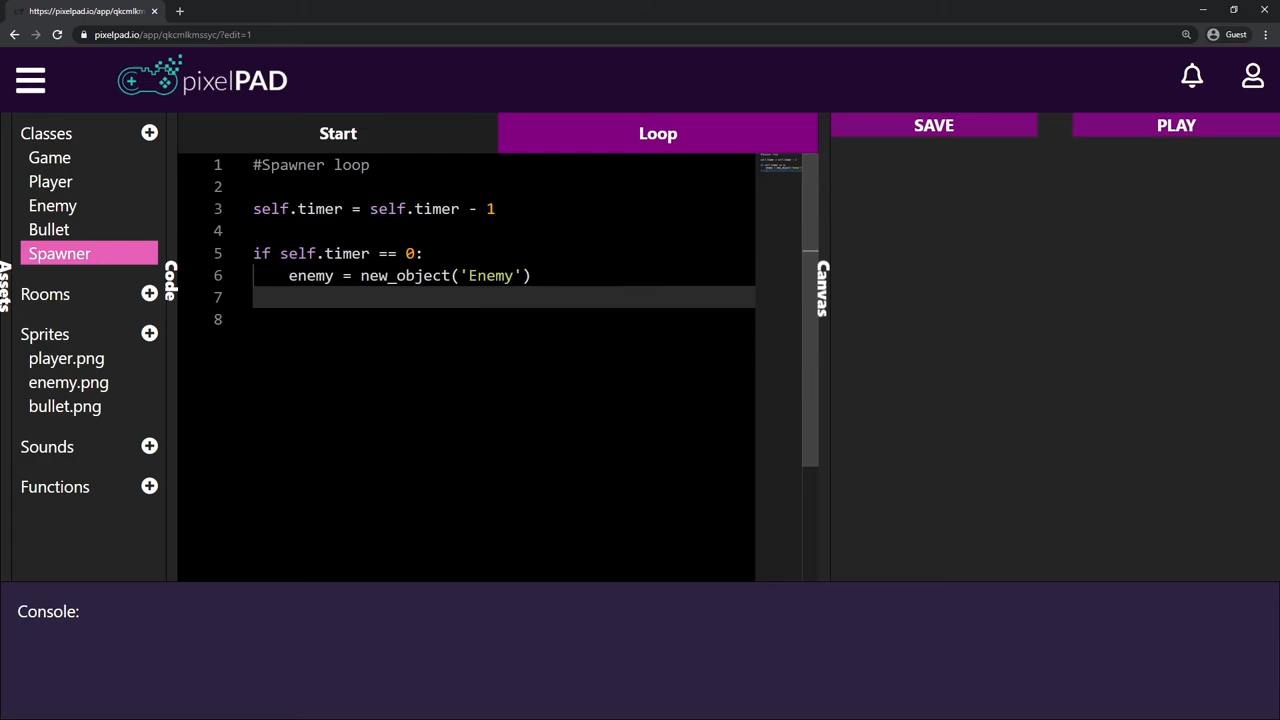 https://pixelpad.io/app/qkcmlkm
pixelpad.io/app/qkcmlkmssyc/?edit=1
Guest
pixelPAD
Classes
Game
Player
Enemy
Bullet
Spawner
Rooms
Sprites
player.png
enemy.png
bullet.png
Sounds
Functions
Assets
Code
Start
Loop
1 #Spawner loop
2
3 self.timer = self.timer - 1
4
5 if self.timer == 0:
6 enemy = new_object('Enemy')
7
8
Canvas
SAVE
PLAY
Console: